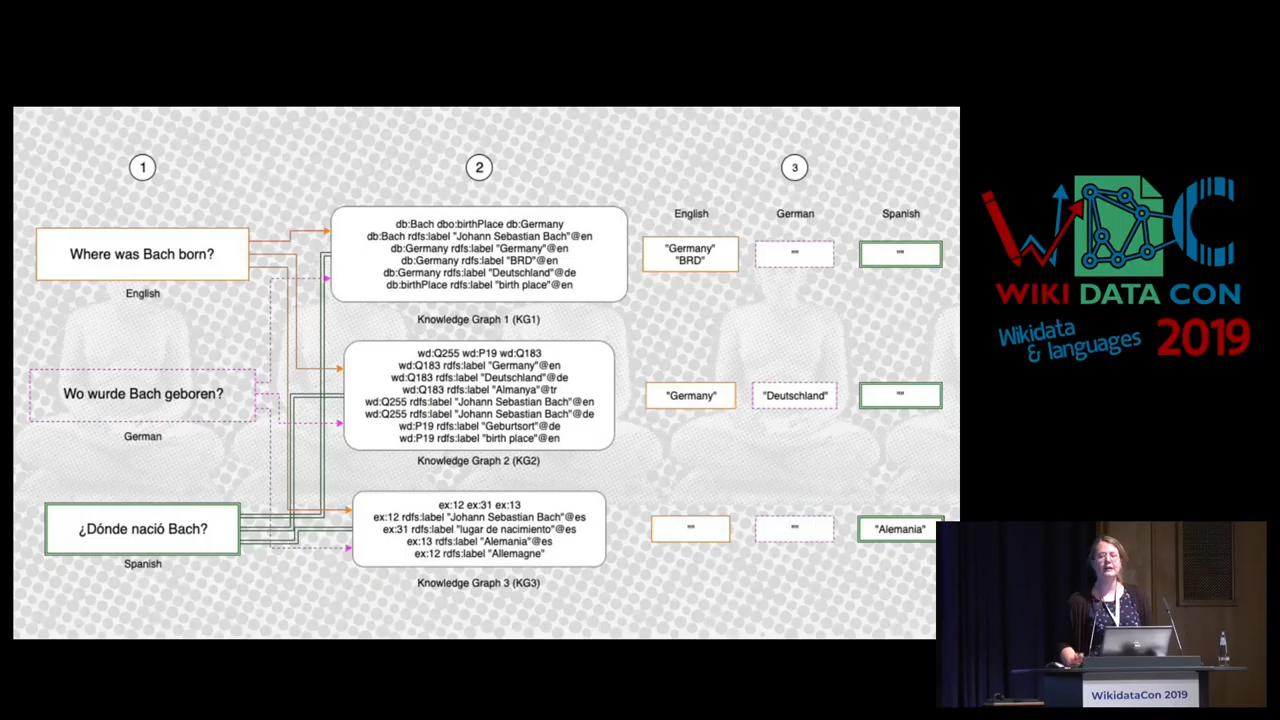 1
2
3
Where was Bach born?
English
Wo wurde Bach geboren?
German
¿Dónde nació Bach?
Spanish
db:Bach dbo:birthPlace db:Germany
db:Bach rdfs:label "Johann Sebastian Bach"@en
db:Germany rdfs:label "Germany"@en
db:Germany rdfs:label "BRD"@en
db:Germany rdfs:label "Deutschland"@de
db:birthPlace rdfs:label "birth place"@en
Knowledge Graph 1 (KG1)
wd:Q255 wd:P19 wd:Q183
wd:Q183 rdfs:label "Germany"@en
wd:Q183 rdfs:label "Deutschland"@de
wd:Q183 rdfs:label "Almanya"@tr
wd:Q255 rdfs:label "Johann Sebastian Bach"@en
wd:Q255 rdfs:label "Johann Sebastian Bach"@de
wd:P19 rdfs:label "Geburtsort"@de
wd:P19 rdfs:label "birth place"@en
Knowledge Graph 2 (KG2)
ex:12 ex:31 ex:13
ex:12 rdfs:label "Johann Sebastian Bach"@es
ex:31 rdfs:label "lugar de nacimiento"@es
ex:13 rdfs:label "Alemania"@es
ex:12 rdfs:label "Allemagne"
Knowledge Graph 3 (KG3)
English
German
Spanish
"Germany"
"BRD"
""
""
"Germany"
"Deutschland"
""
""
""
"Alemania"
WDC
WIKI DATA CON
Wikidata
& languages
2019
WikidataCon 2019